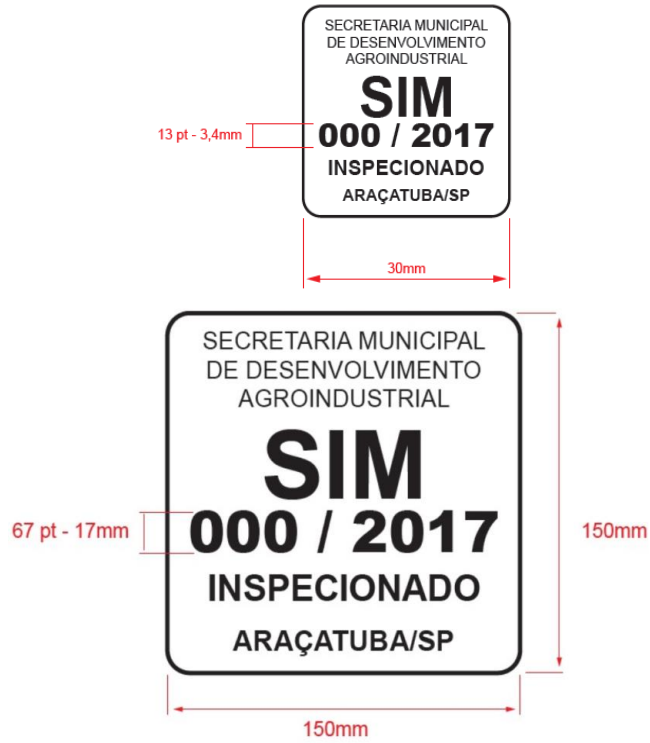 SECRETARIA MUNICIPAL
DE DESENVOLVIMENTO
AGROINDUSTRIAL
SIM
13 pt - 3,4mm
000 / 2017
INSPECIONADO
ARAÇATUBA/SP
30mm
SECRETARIA MUNICIPAL
DE DESENVOLVIMENTO
AGROINDUSTRIAL
SIM
67 pt - 17mm
000 / 2017
150mm
INSPECIONADO
ARAÇATUBA/SP
150mm